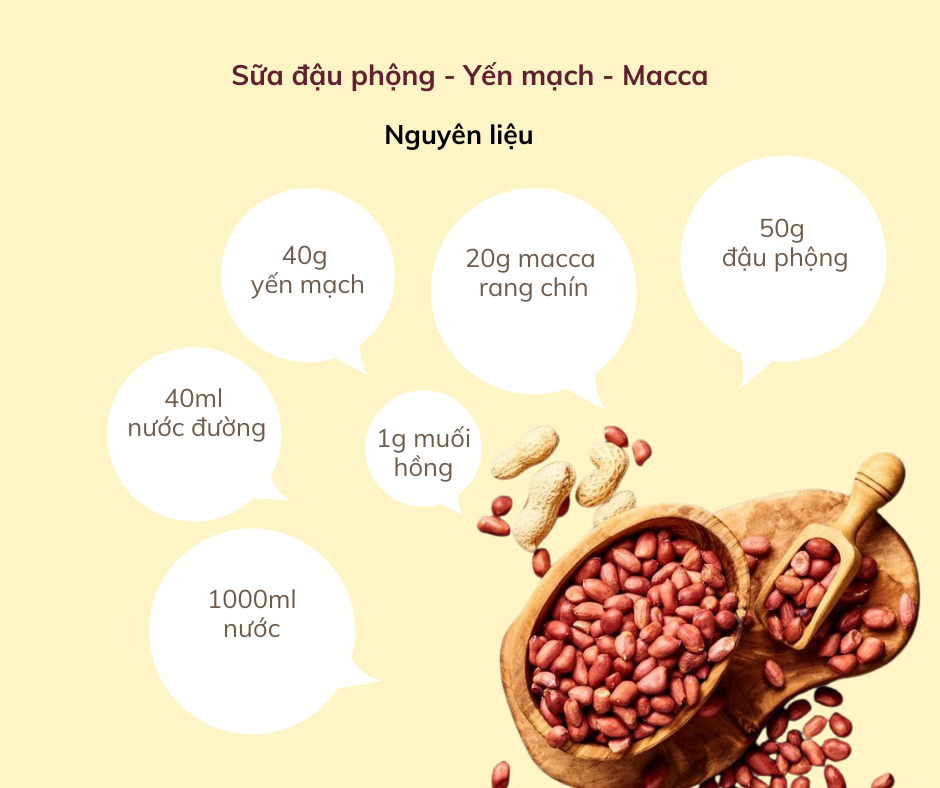 Sữa đậu phộng - Yến mạch - Macca
Nguyên liệu
40g
yến mạch
20g macca
rang chín
50g
đậu phộng
40ml
nước đường
1g muối
hồng
1000ml
nước